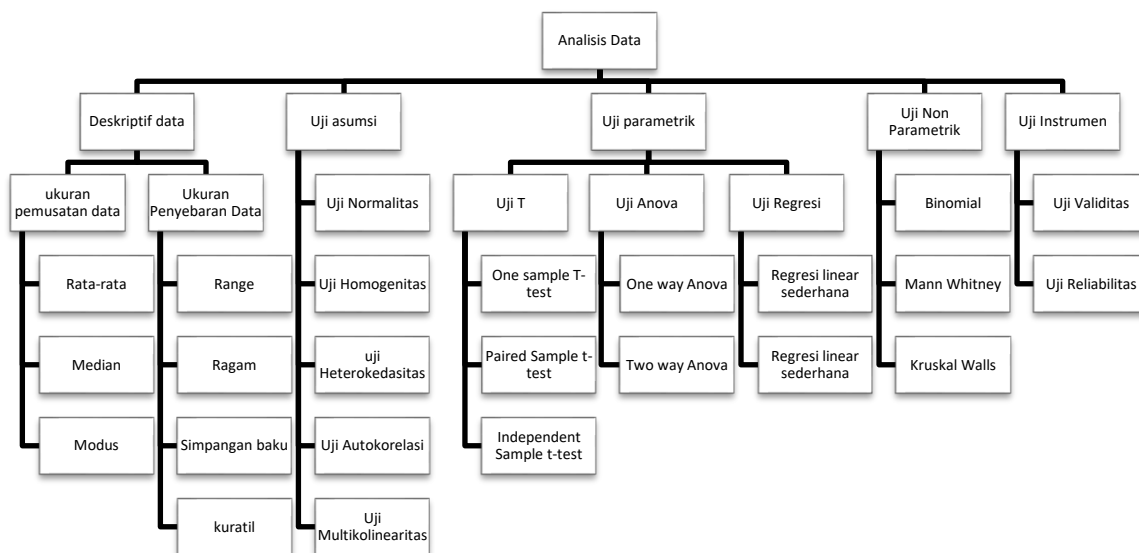 Analisis Data
Deskriptif data
Uji asumsi
Uji parametrik
Uji Non
Parametrik
Uji Instrumen
ukuran
pemusatan data
Ukuran
Penyebaran Data
Uji Normalitas
Uji T
Uji Anova
Uji Regresi
Binomial
Uji Validitas
Rata-rata
Range
Uji Homogenitas
One sample T-
test
One way Anova
Regresi linear
sederhana
Mann Whitney
Uji Reliabilitas
Median
Ragam
uji
Heterokedasitas
Paired Sample t-
test
Two way Anova
Regresi linear
sederhana
Kruskal Walls
Modus
Simpangan baku
Uji Autokorelasi
Independent
Sample t-test
kuratil
Uji
Multikolinearitas